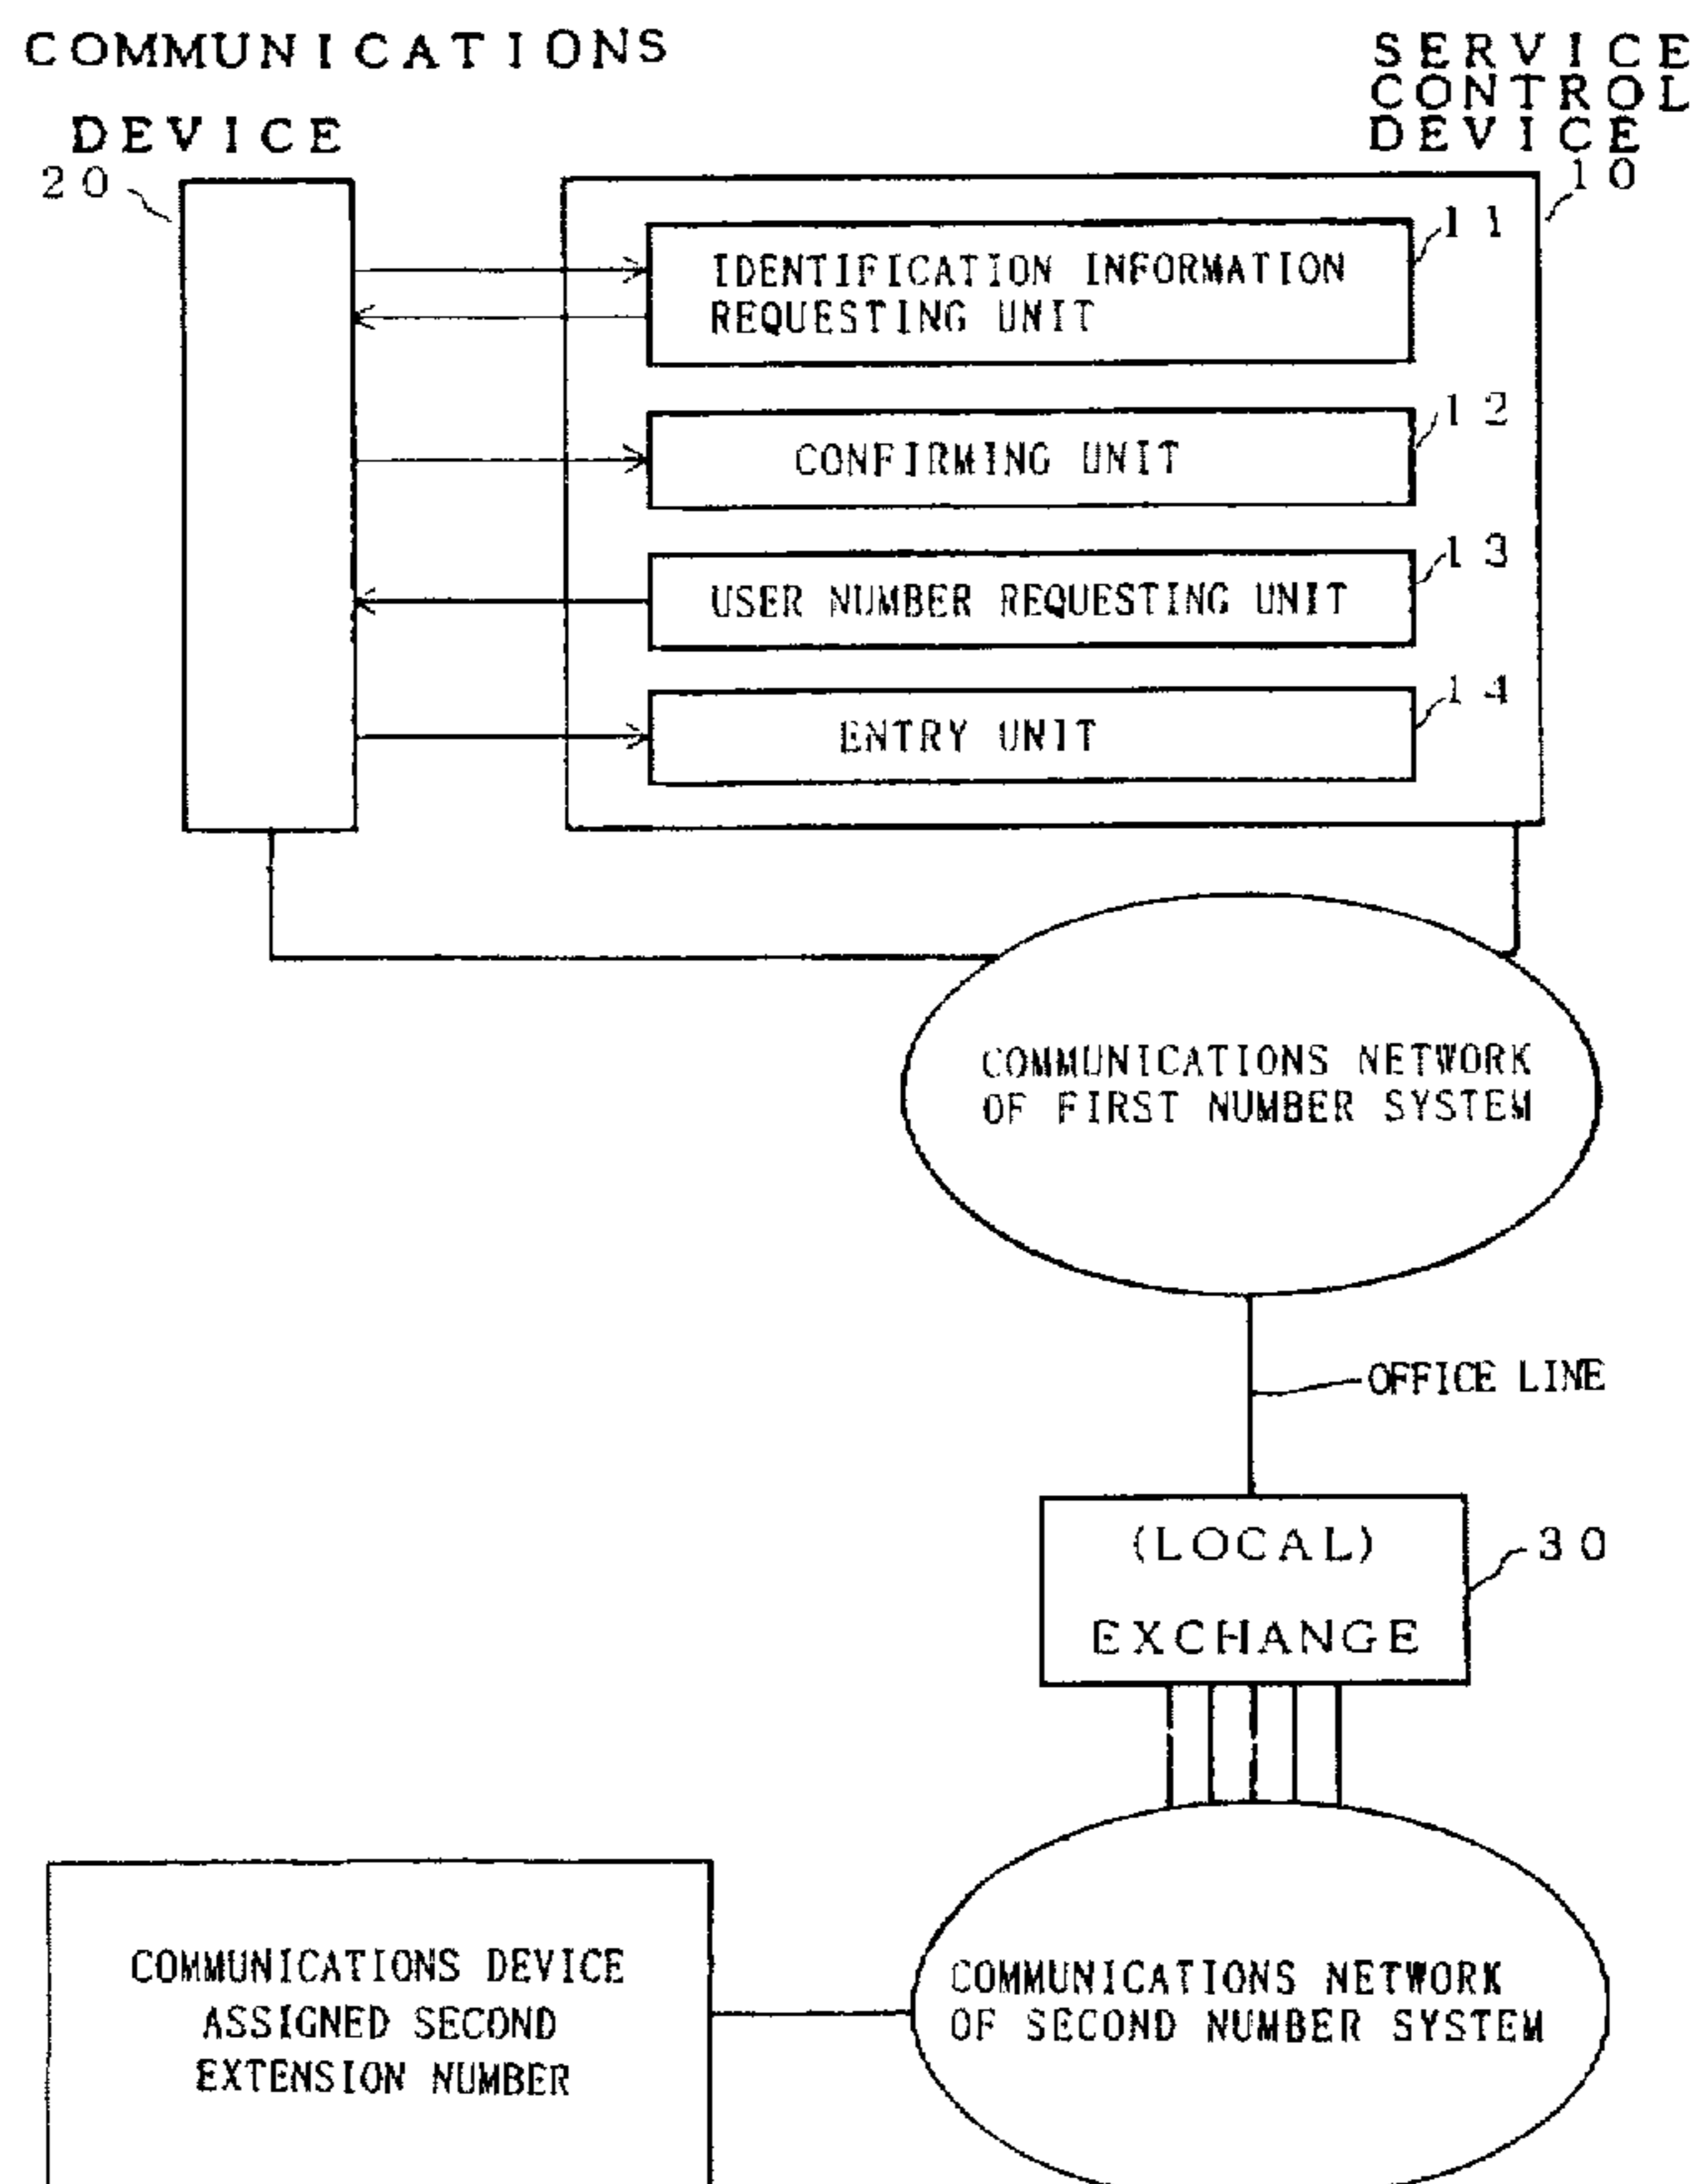 COMMUNICATIONS
DEVICE
20
SERVICE
CONTROL
DEVICE
10
11
IDENTIFICATION INFORMATION
REQUESTING UNIT
12
CONFIRMING UNIT
13
USER NUMBER REQUESTING UNIT
14
ENTRY UNIT
COMMUNICATIONS NETWORK
OF FIRST NUMBER SYSTEM
OFFICE LINE
(LOCAL)
EXCHANGE
30
COMMUNICATIONS DEVICE
ASSIGNED SECOND
EXTENSION NUMBER
COMMUNICATIONS NETWORK
OF SECOND NUMBER SYSTEM